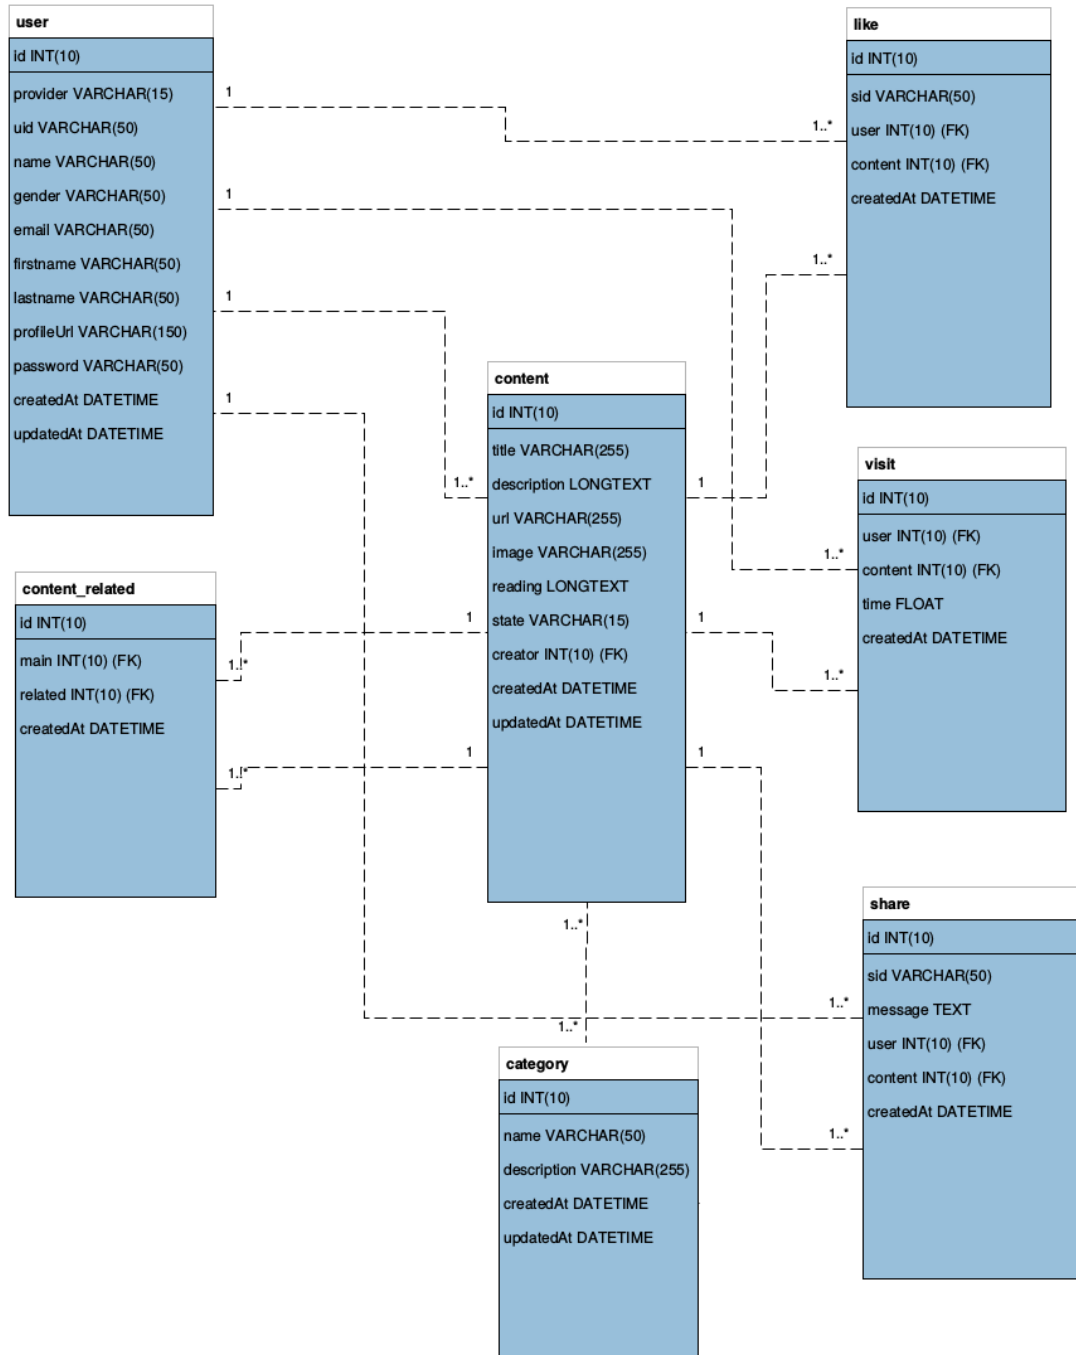 user
id INT(10)
provider VARCHAR(15)
uid VARCHAR(50)
name VARCHAR(50)
gender VARCHAR(50)
email VARCHAR(50)
firstname VARCHAR(50)
lastname VARCHAR(50)
profileUrl VARCHAR(150)
password VARCHAR(50)
createdAt DATETIME
updatedAt DATETIME
1
1
1
1
like
id INT(10)
sid VARCHAR(50)
user INT(10) (FK)
content INT(10) (FK)
createdAt DATETIME
1..*
1..*
content
id INT(10)
title VARCHAR(255)
description LONGTEXT
url VARCHAR(255)
image VARCHAR(255)
reading LONGTEXT
state VARCHAR(15)
creator INT(10) (FK)
createdAt DATETIME
updatedAt DATETIME
1..*
1
1
1
1
1
1..*
visit
id INT(10)
user INT(10) (FK)
content INT(10) (FK)
time FLOAT
createdAt DATETIME
1..*
1..*
content_related
id INT(10)
main INT(10) (FK)
related INT(10) (FK)
createdAt DATETIME
1..*
1..*
share
id INT(10)
sid VARCHAR(50)
message TEXT
user INT(10) (FK)
content INT(10) (FK)
createdAt DATETIME
1..*
1..*
1..*
category
id INT(10)
name VARCHAR(50)
description VARCHAR(255)
createdAt DATETIME
updatedAt DATETIME